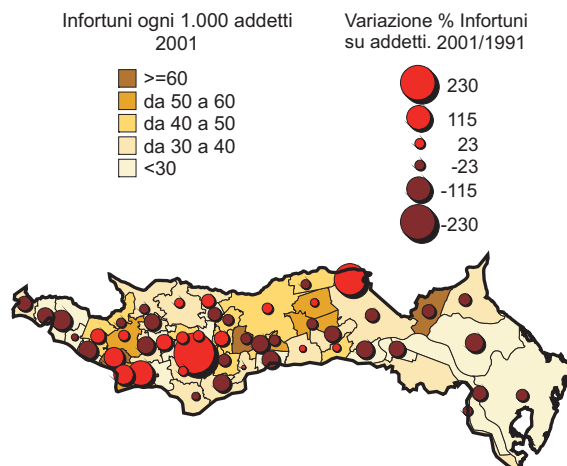 Infortuni ogni 1.000 addetti
2001
>=60
da 50 a 60
da 40 a 50
da 30 a 40
<30
Variazione % Infortuni
su addetti. 2001/1991
230
115
23
-23
-115
-230